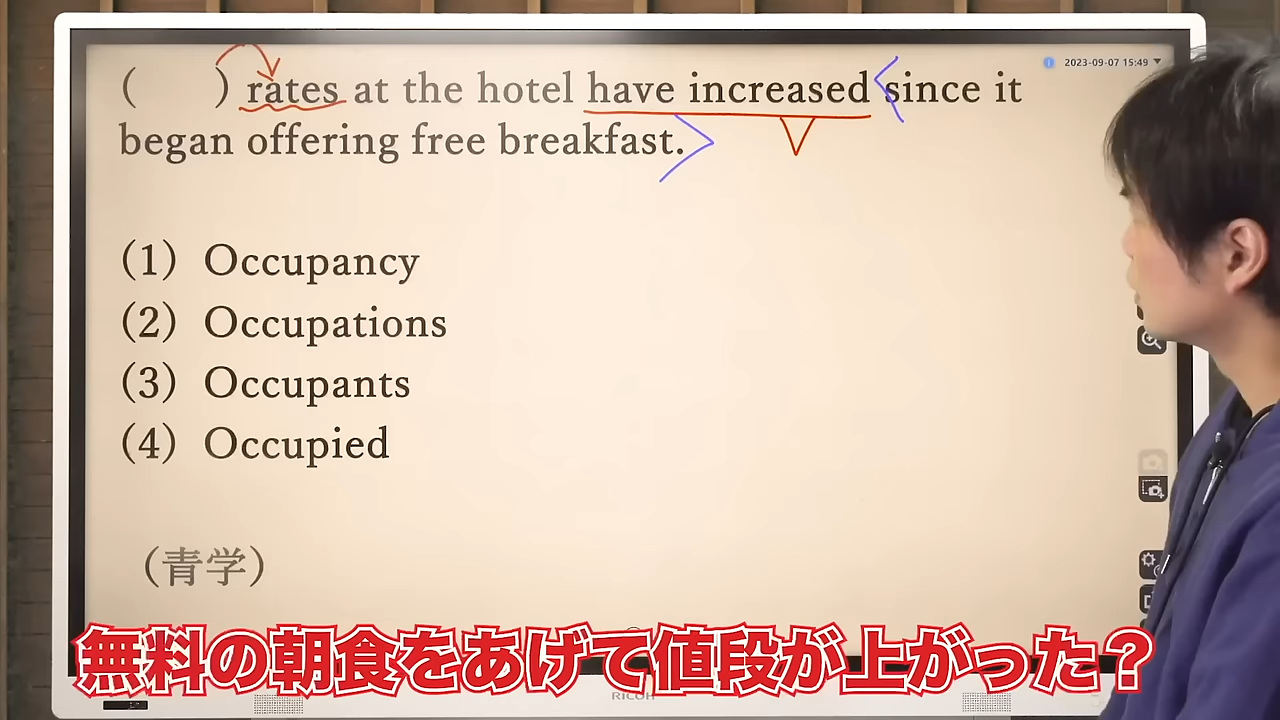 2023-09-07 15:49
( ) rates at the hotel have increased since it
began offering free breakfast.
(1) Occupancy
(2) Occupations
(3) Occupants
(4) Occupied
(青学)
無料の朝食をあげて値段が上がった？
RICOH